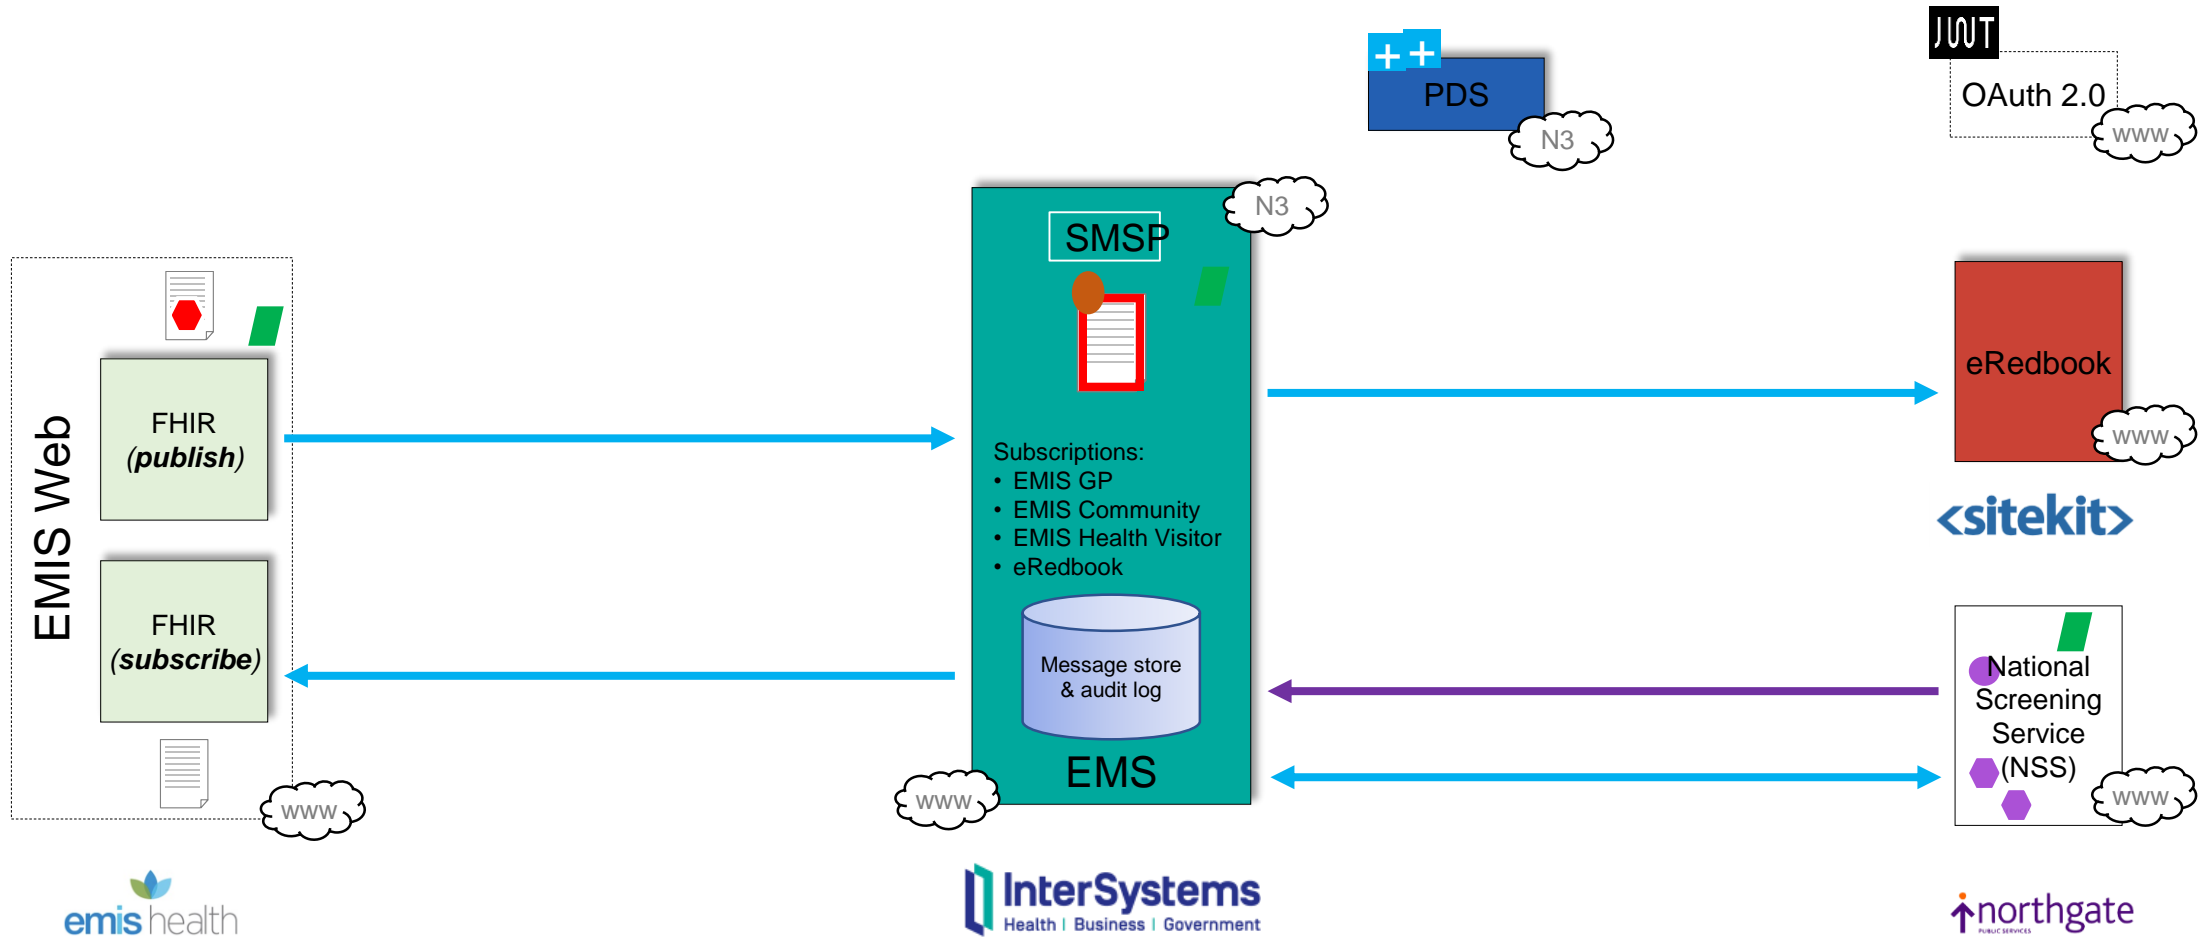 JWT
OAuth 2.0
www
PDS
N3
N3
SMSP
Subscriptions:
• EMIS GP
• EMIS Community
• EMIS Health Visitor
• eRedbook
Message store
& audit log
EMS
www
EMIS Web
FHIR
(publish)
FHIR
(subscribe)
www
eRedbook
www
<sitekit>
National
Screening
Service
(NSS)
www
emis health
InterSystems
Health | Business | Government
northgate
PUBLIC SERVICES